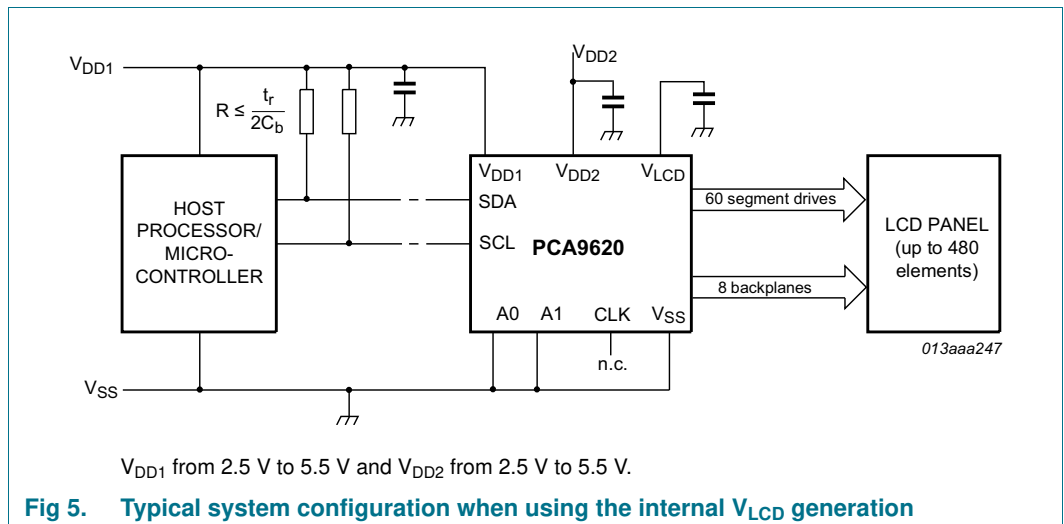 VDD1
VDD2
R ≤ tr/2Cb
VDD1
VDD2
VLCD
SDA
SCL
PCA9620
A0
A1
CLK
VSS
n.c.
HOST
PROCESSOR/
MICRO-
CONTROLLER
60 segment drives
8 backplanes
LCD PANEL
(up to 480
elements)
013aaa247
VSS
VDD1 from 2.5 V to 5.5 V and VDD2 from 2.5 V to 5.5 V.
Fig 5. Typical system configuration when using the internal VLCD generation